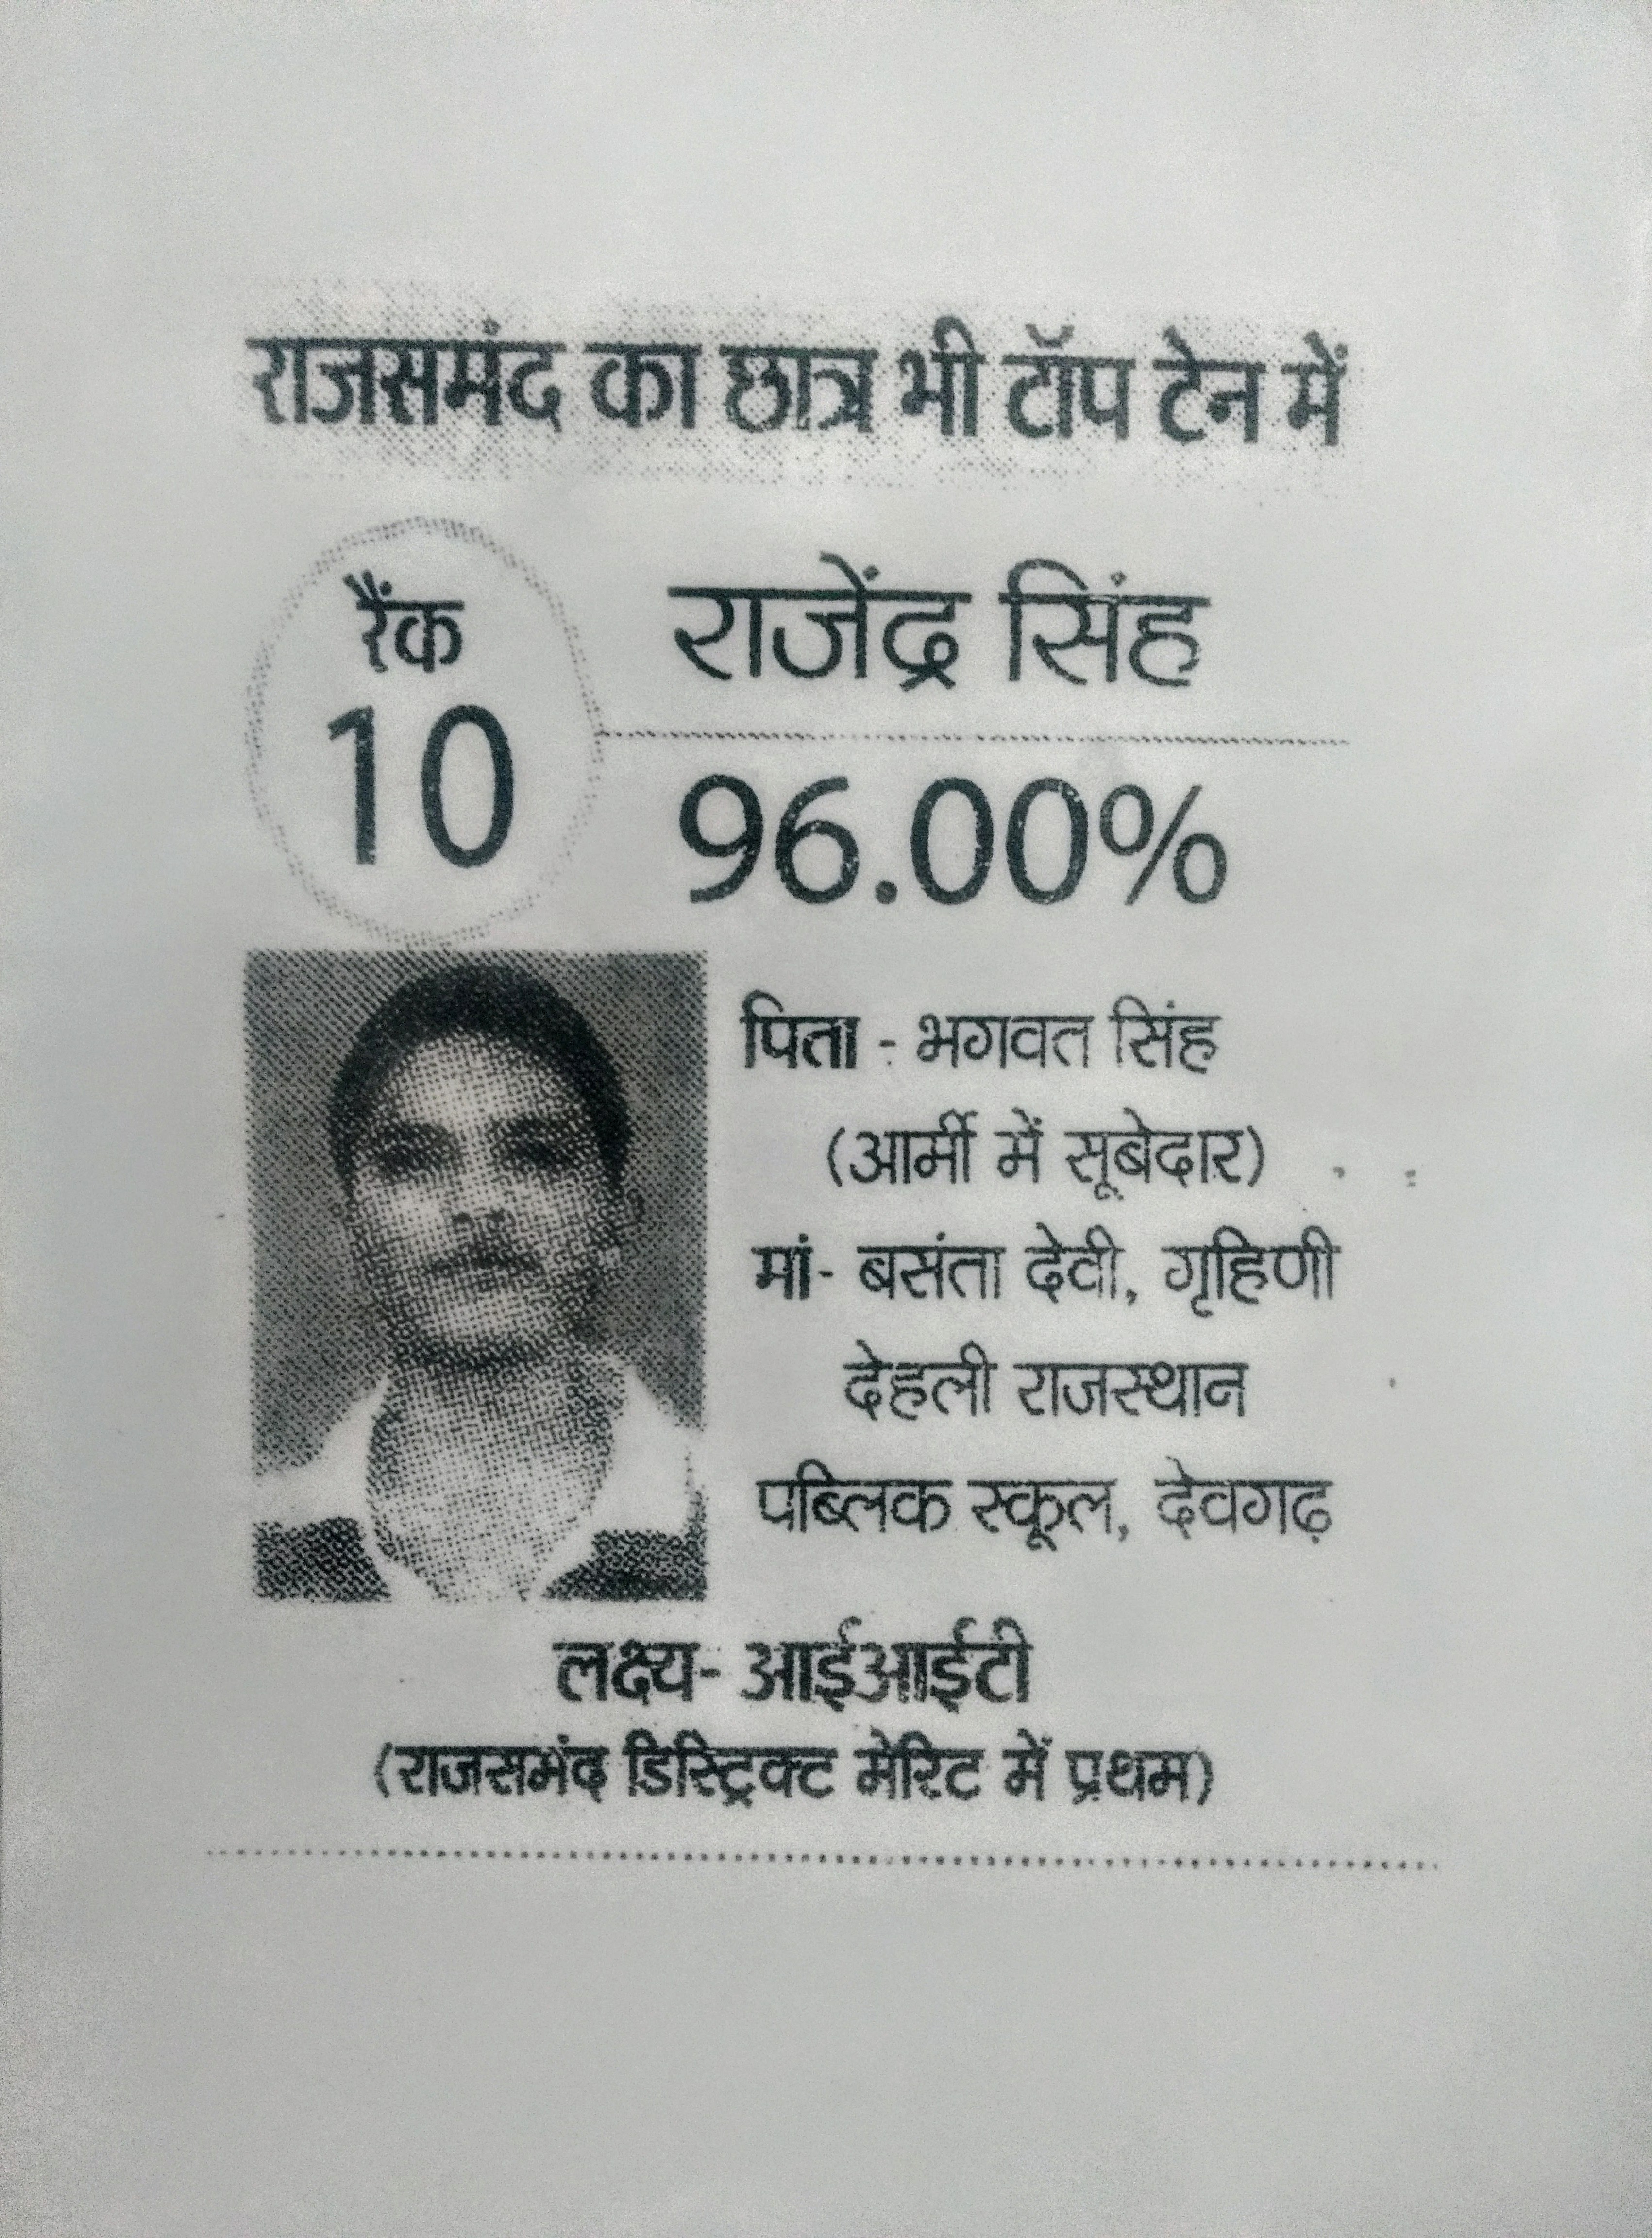 राजसमंद का छात्र भी टॉप टेन में
रैंक
10
राजेंद्र सिंह
96.00%
पिता - भगवत सिंह
(आर्मी में सूबेदार)
मां- बसंता देवी, गृहिणी
देहली राजस्थान
पब्लिक स्कूल, देवगढ़
लक्ष्य- आईआईटी
(राजसमंद डिस्ट्रिक्ट मेरिट में प्रथम)